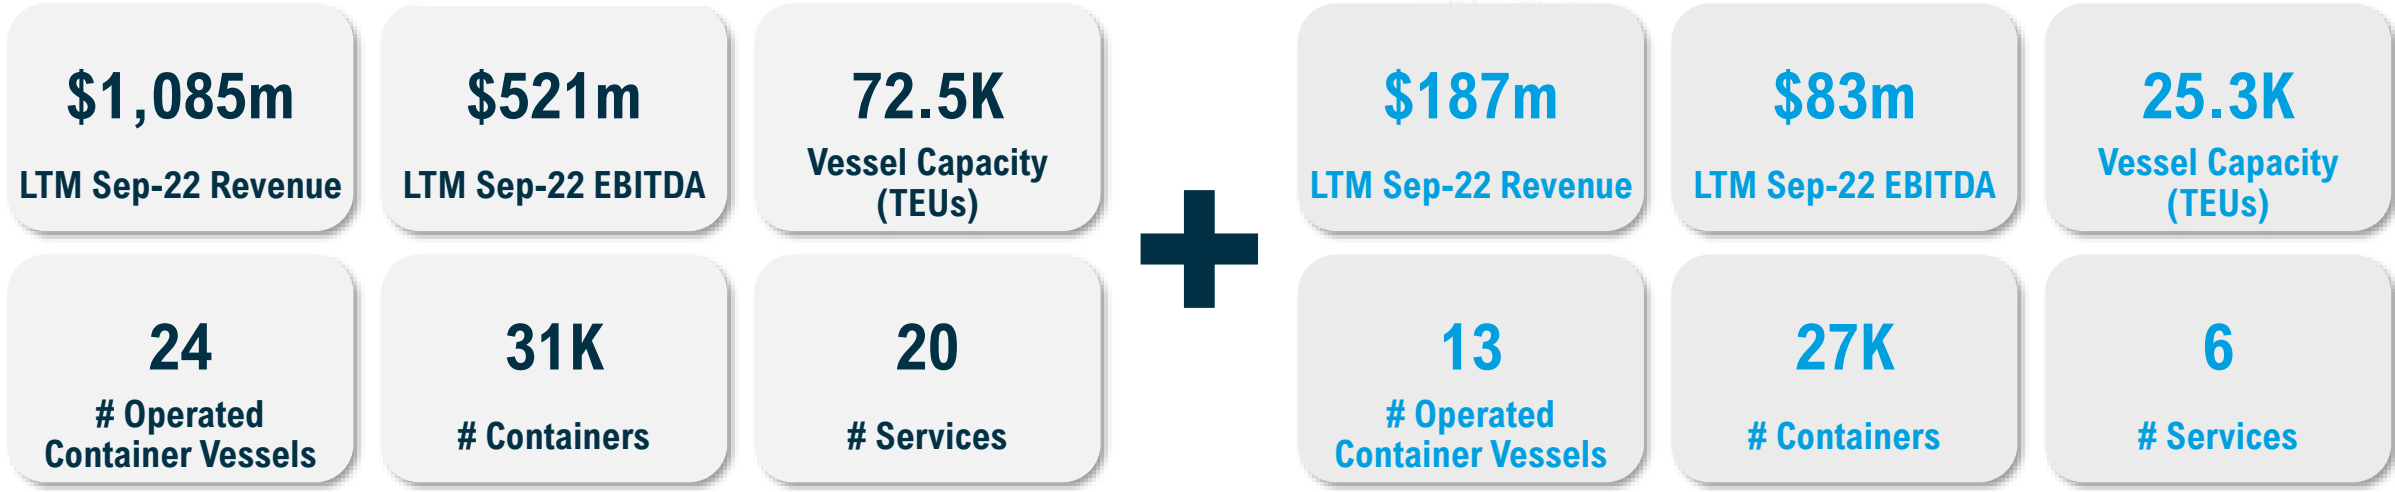 $1,085m
LTM Sep-22 Revenue
$521m
LTM Sep-22 EBITDA
72.5K
Vessel Capacity
(TEUs)
24
# Operated
Container Vessels
31K
# Containers
20
# Services
+
$187m
LTM Sep-22 Revenue
$83m
LTM Sep-22 EBITDA
25.3K
Vessel Capacity
(TEUs)
13
# Operated
Container Vessels
27K
# Containers
6
# Services